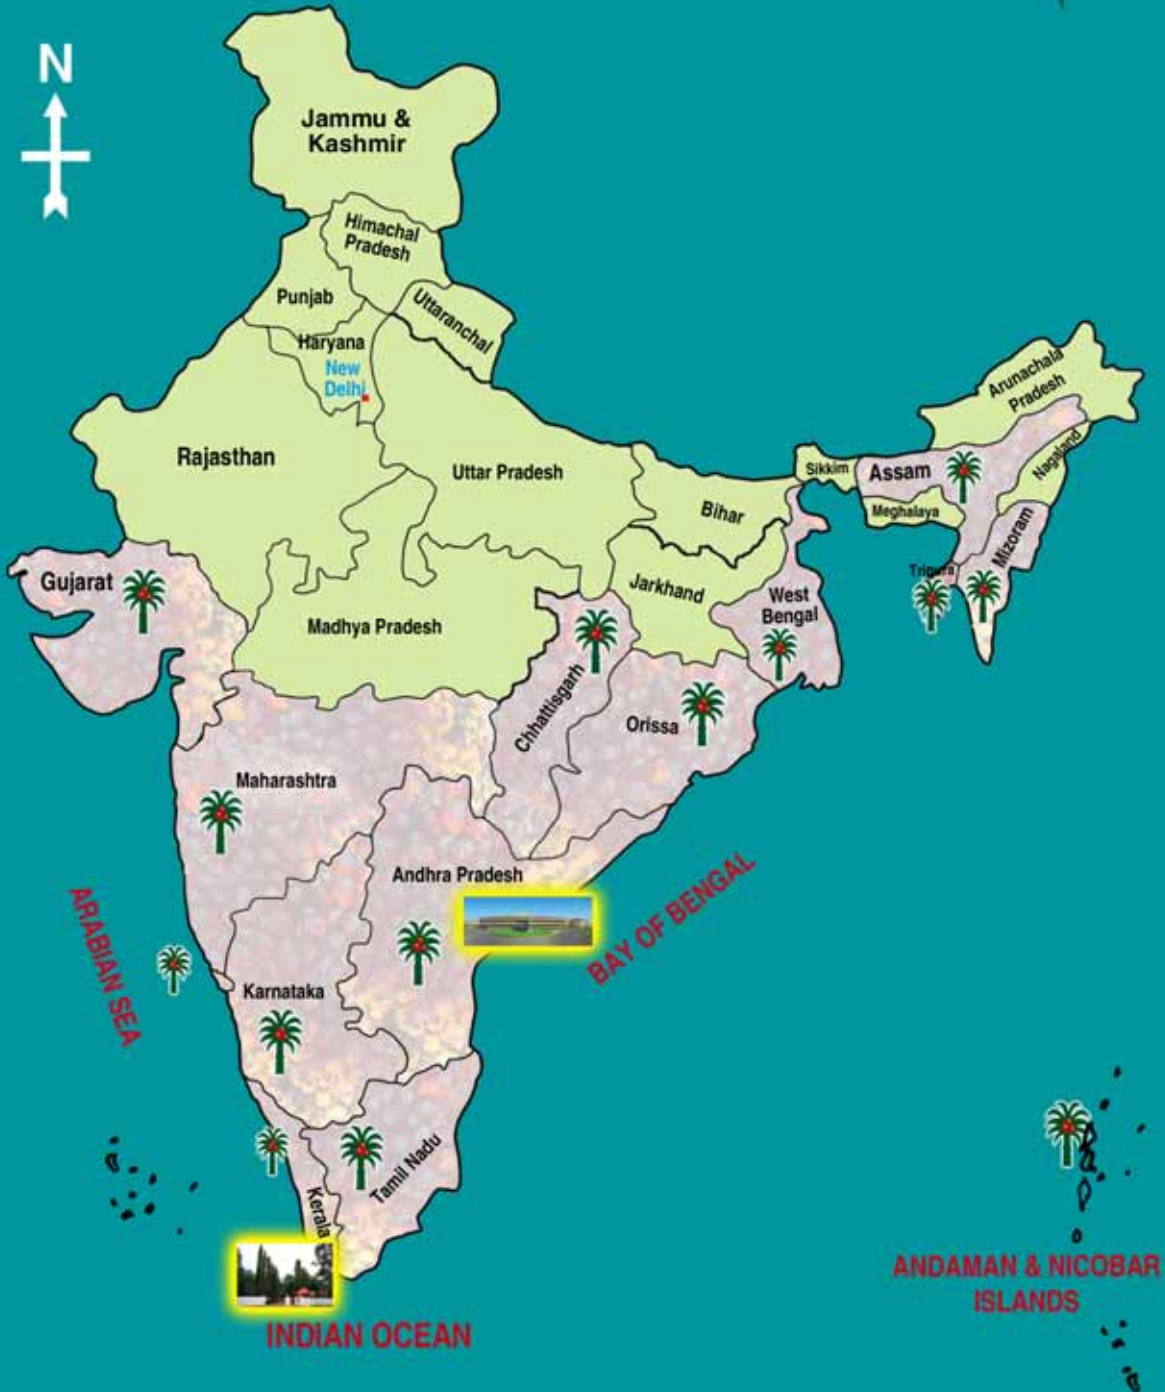 N
Jammu &
Kashmir
Himachal
Pradesh
Punjab
Uttaranchal
Haryana
New
Delhi
Rajasthan
Uttar Pradesh
Bihar
Sikkim
Assam
Arunachala
Pradesh
Nagaland
Meghalaya
Mizoram
Tripura
Gujarat
Madhya Pradesh
Jarkhand
West
Bengal
Chhattisgarh
Orissa
Maharashtra
Andhra Pradesh
ARABIAN SEA
BAY OF BENGAL
Karnataka
Tamil Nadu
Kerala
ANDAMAN & NICOBAR
ISLANDS
INDIAN OCEAN